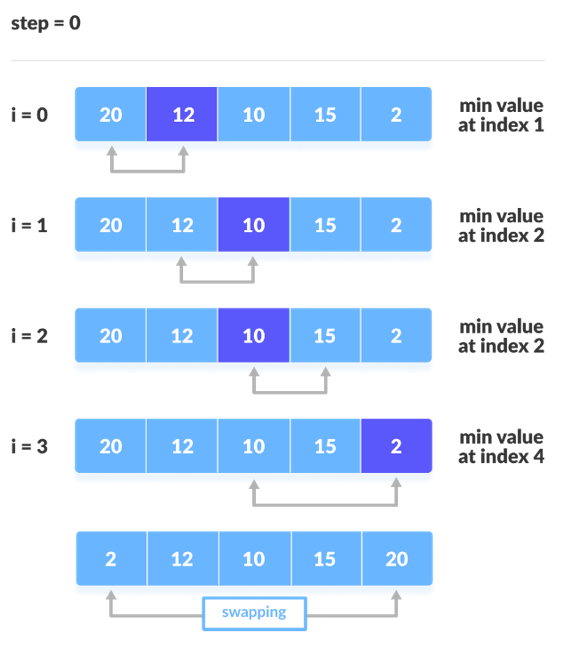 step = 0
i = 0 20 12 10 15 2 min value
at index 1
i = 1 20 12 10 15 2 min value
at index 2
i = 2 20 12 10 15 2 min value
at index 2
i = 3 20 12 10 15 2 min value
at index 4
2 12 10 15 20
swapping